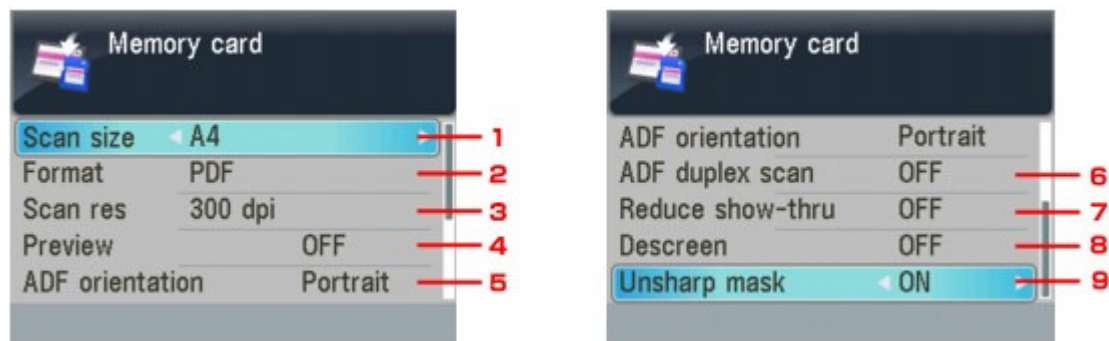 Memory card
Scan size A4 1
Format PDF 2
Scan res 300 dpi 3
Preview OFF 4
ADF orientation Portrait 5
Memory card
ADF orientation Portrait
ADF duplex scan OFF 6
Reduce show-thru OFF 7
Descreen OFF 8
Unsharp mask ON 9